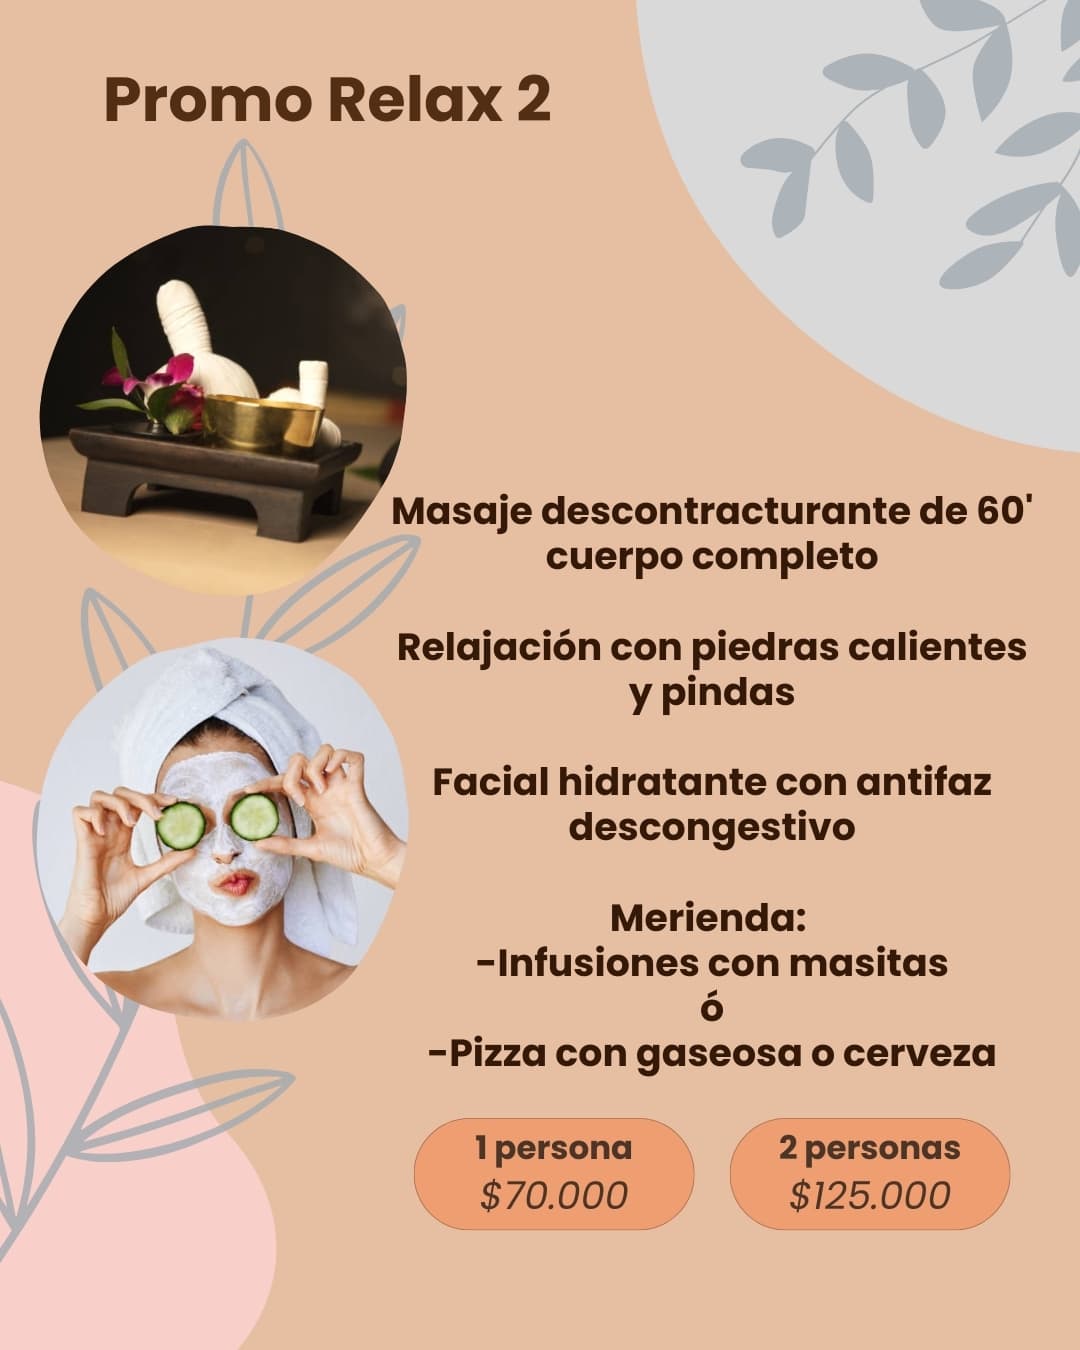 Promo Relax 2
Masaje descontracturante de 60'
cuerpo completo
Relajación con piedras calientes
y pindas
Facial hidratante con antifaz
descongestivo
Merienda:
-Infusiones con masitas
ó
-Pizza con gaseosa o cerveza
1 persona
$70.000
2 personas
$125.000